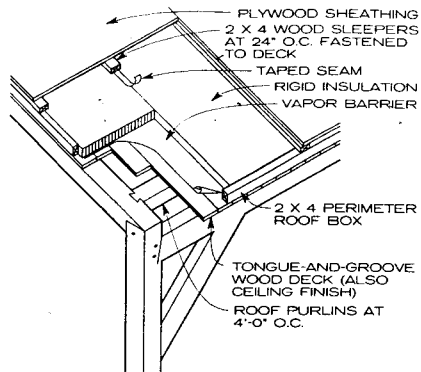 PLYWOOD SHEATHING
2 X 4 WOOD SLEEPERS
AT 24" O.C. FASTENED
TO DECK
TAPED SEAM
RIGID INSULATION
VAPOR BARRIER
2 X 4 PERIMETER
ROOF BOX
TONGUE-AND-GROOVE
WOOD DECK (ALSO
CEILING FINISH)
ROOF PURLINS AT
4'-0" O.C.